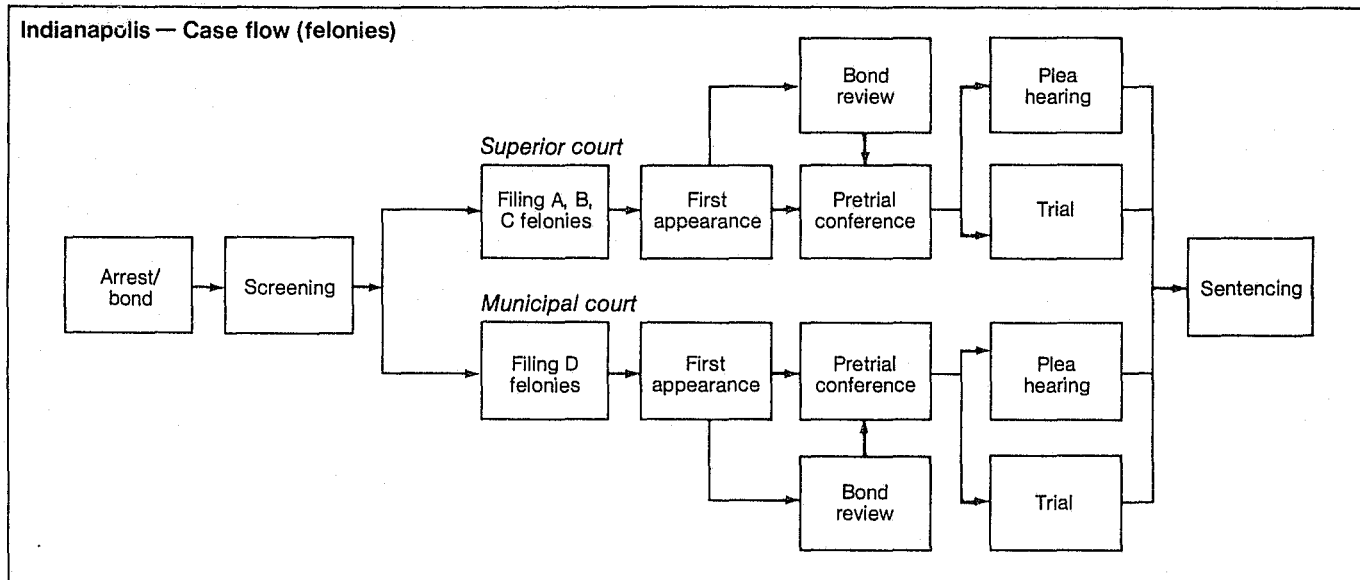 Indianapolis — Case flow (felonies)
Bond
review
Plea
hearing
Superior court
Filing A, B,
C felonies
First
appearance
Pretrial
conference
Trial
Arrest/
bond
Screening
Sentencing
Municipal court
Filing D
felonies
First
appearance
Pretrial
conference
Plea
hearing
Bond
review
Trial